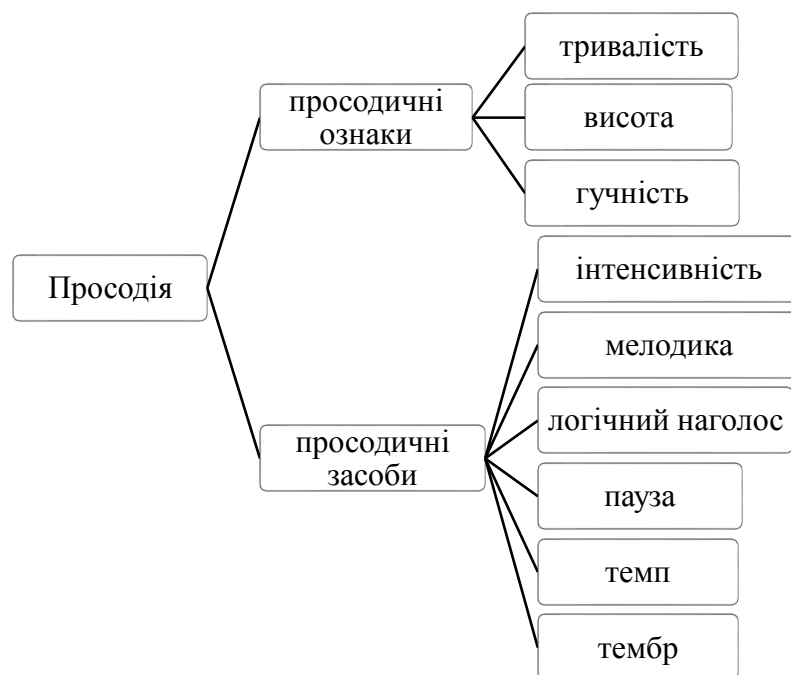 Просодія
просодичні
ознаки
тривалість
висота
гучність
просодичні
засоби
інтенсивність
мелодика
логічний наголос
пауза
темп
тембр